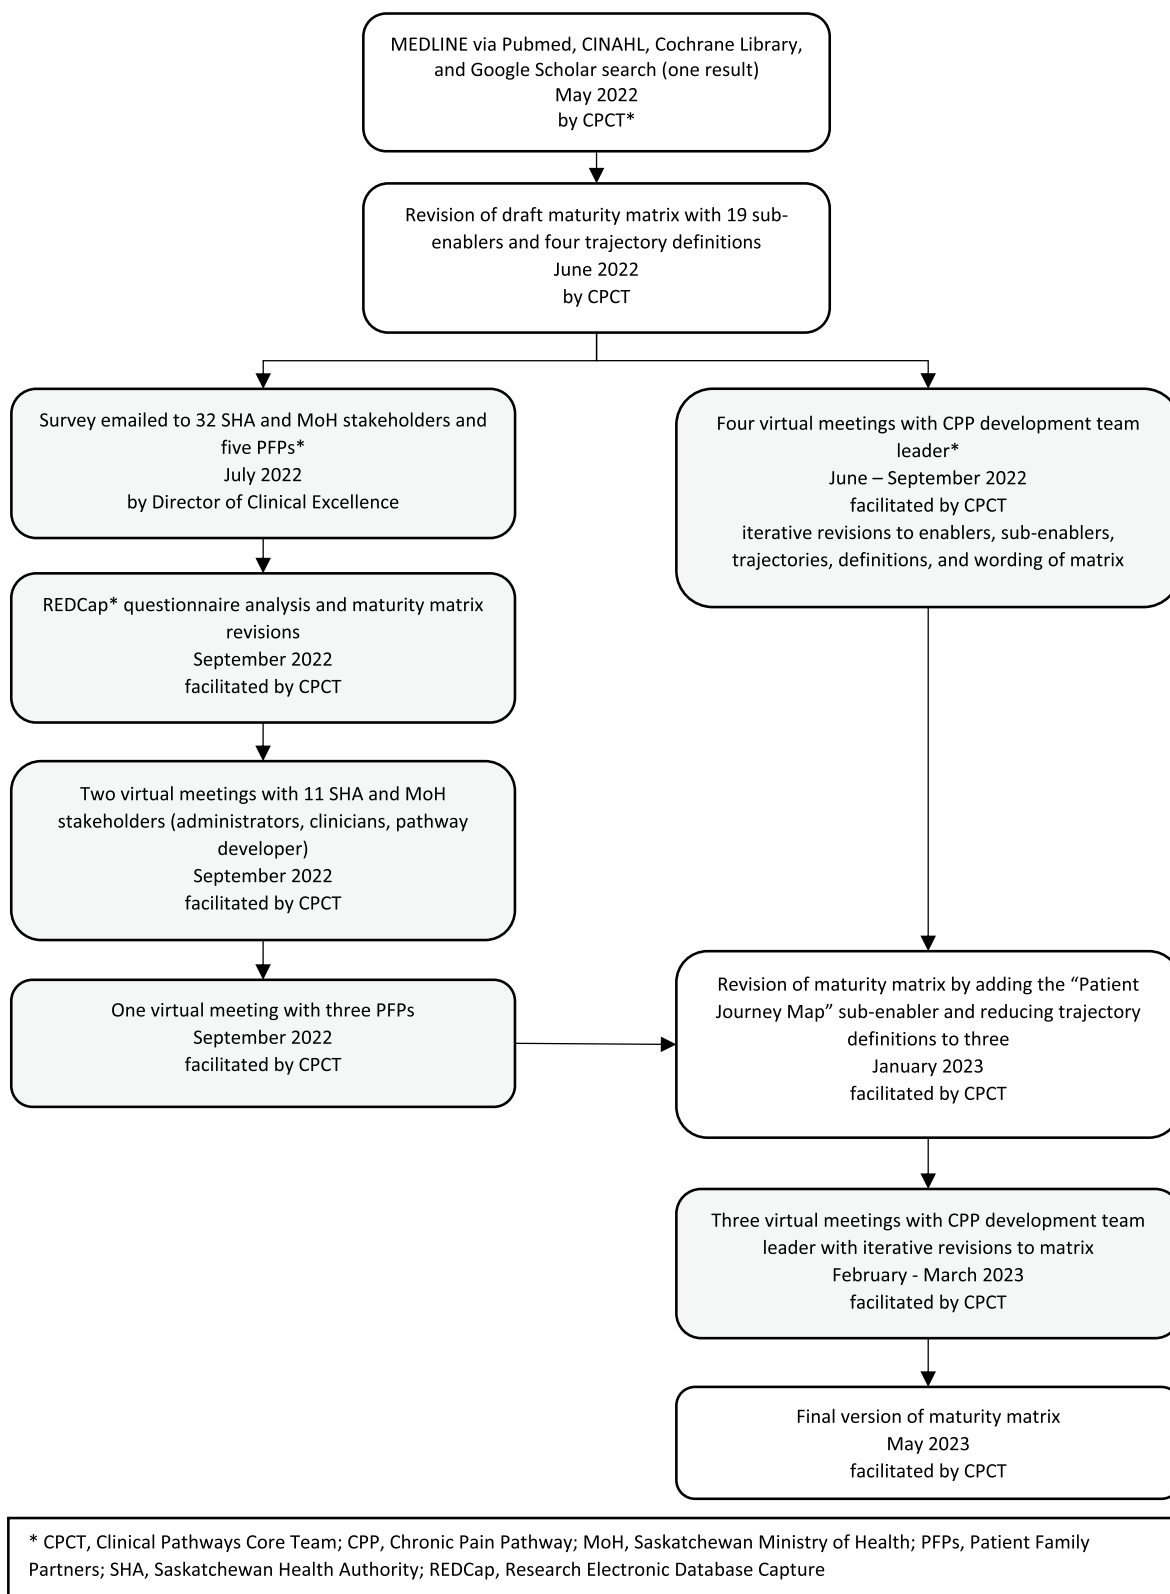 MEDLINE via Pubmed, CINAHL, Cochrane Library,
and Google Scholar search (one result)
May 2022
by CPCT*
Revision of draft maturity matrix with 19 sub-
enablers and four trajectory definitions
June 2022
by CPCT
Survey emailed to 32 SHA and MoH stakeholders and
five PFPs*
July 2022
by Director of Clinical Excellence
Four virtual meetings with CPP development team
leader*
June – September 2022
facilitated by CPCT
iterative revisions to enablers, sub-enablers,
trajectories, definitions, and wording of matrix
REDCap* questionnaire analysis and maturity matrix
revisions
September 2022
facilitated by CPCT
Two virtual meetings with 11 SHA and MoH
stakeholders (administrators, clinicians, pathway
developer)
September 2022
facilitated by CPCT
One virtual meeting with three PFPs
September 2022
facilitated by CPCT
Revision of maturity matrix by adding the “Patient
Journey Map” sub-enabler and reducing trajectory
definitions to three
January 2023
facilitated by CPCT
Three virtual meetings with CPP development team
leader with iterative revisions to matrix
February - March 2023
facilitated by CPCT
Final version of maturity matrix
May 2023
facilitated by CPCT
* CPCT, Clinical Pathways Core Team; CPP, Chronic Pain Pathway; MoH, Saskatchewan Ministry of Health; PFPs, Patient Family
Partners; SHA, Saskatchewan Health Authority; REDCap, Research Electronic Database Capture